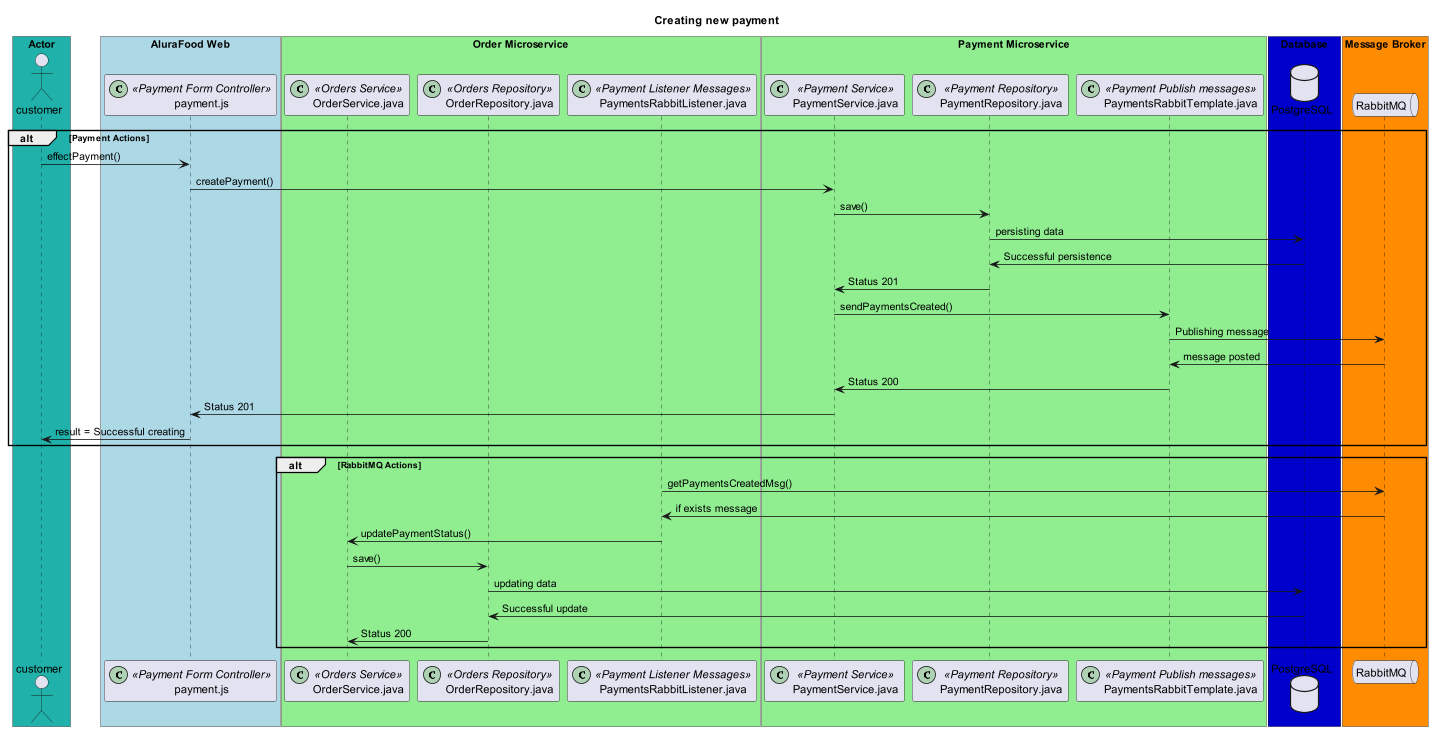 Creating new payment
Actor
AluraFood Web
Order Microservice
Payment Microservice
Database
Message Broker
customer
C «Payment Form Controller»
payment.js
C «Orders Service»
OrderService.java
C «Orders Repository»
OrderRepository.java
C «Payment Listener Messages»
PaymentsRabbitListener.java
C «Payment Service»
PaymentService.java
C «Payment Repository»
PaymentRepository.java
C «Payment Publish messages»
PaymentsRabbitTemplate.java
PostgreSQL
RabbitMQ
alt [Payment Actions]
effectPayment()
createPayment()
save()
persisting data
Successful persistence
Status 201
sendPaymentsCreated()
Publishing message
message posted
Status 200
Status 201
result = Successful creating
alt [RabbitMQ Actions]
getPaymentsCreatedMsg()
if exists message
updatePaymentStatus()
save()
updating data
Successful update
Status 200
customer
C «Payment Form Controller»
payment.js
C «Orders Service»
OrderService.java
C «Orders Repository»
OrderRepository.java
C «Payment Listener Messages»
PaymentsRabbitListener.java
C «Payment Service»
PaymentService.java
C «Payment Repository»
PaymentRepository.java
C «Payment Publish messages»
PaymentsRabbitTemplate.java
PostgreSQL
RabbitMQ